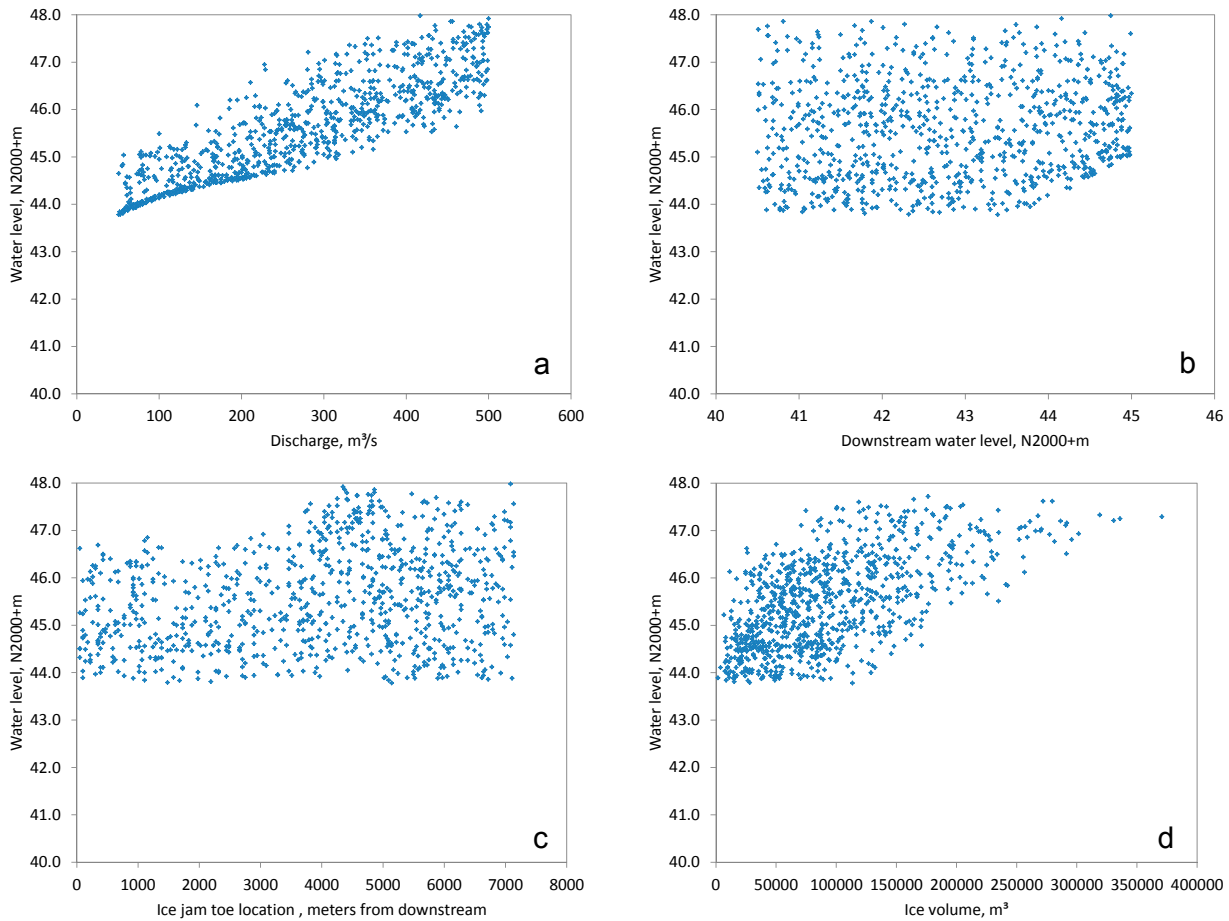 48.0
47.0
46.0
45.0
44.0
43.0
42.0
41.0
40.0
0 100 200 300 400 500 600
Water level, N2000+m
Discharge, m³/s
a
48.0
47.0
46.0
45.0
44.0
43.0
42.0
41.0
40.0
40 41 42 43 44 45 46
Water level, N2000+m
Downstream water level, N2000+m
b
48.0
47.0
46.0
45.0
44.0
43.0
42.0
41.0
40.0
0 1000 2000 3000 4000 5000 6000 7000 8000
Water level, N2000+m
Ice jam toe location , meters from downstream
c
48.0
47.0
46.0
45.0
44.0
43.0
42.0
41.0
40.0
0 50000 100000 150000 200000 250000 300000 350000 400000
Water level, N2000+m
Ice volume, m³
d